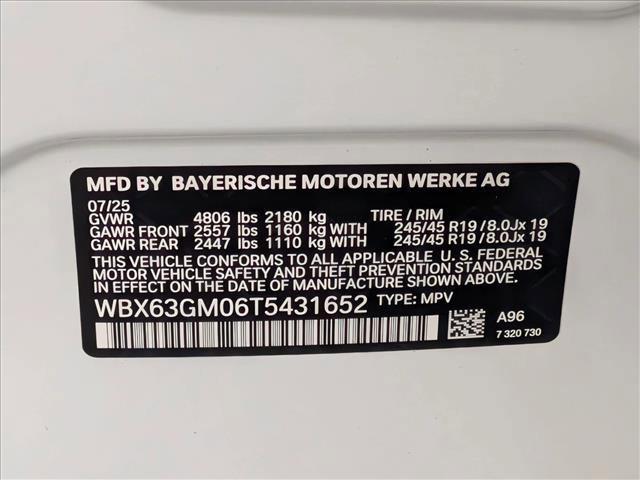 MFD BY BAYERISCHE MOTOREN WERKE AG
07/25
GVWR 4806 lbs 2180 kg TIRE / RIM
GAWR FRONT 2557 lbs 1160 kg WITH 245/45 R19/8.0Jx 19
GAWR REAR 2447 lbs 1110 kg WITH 245/45 R19/8.0Jx 19
THIS VEHICLE CONFORMS TO ALL APPLICABLE U. S. FEDERAL
MOTOR VEHICLE SAFETY AND THEFT PREVENTION STANDARDS
IN EFFECT ON THE DATE OF MANUFACTURE SHOWN ABOVE.
WBX63GM06T5431652 TYPE: MPV
A96
7 320 730